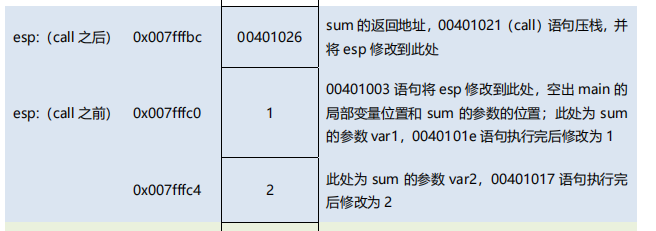 esp:（call 之后） 0x007fffbc 00401026 sum 的返回地址，00401021（call）语句压栈，并
将 esp 修改到此处
00401003 语句将 esp 修改到此处，空出 main 的
esp:（call 之前） 0x007fffc0 1 局部变量位置和 sum 的参数的位置；此处为 sum
的参数 var1，0040101e 语句执行完后修改为 1
0x007fffc4 2 此处为 sum 的参数 var2，00401017 语句执行完
后修改为 2